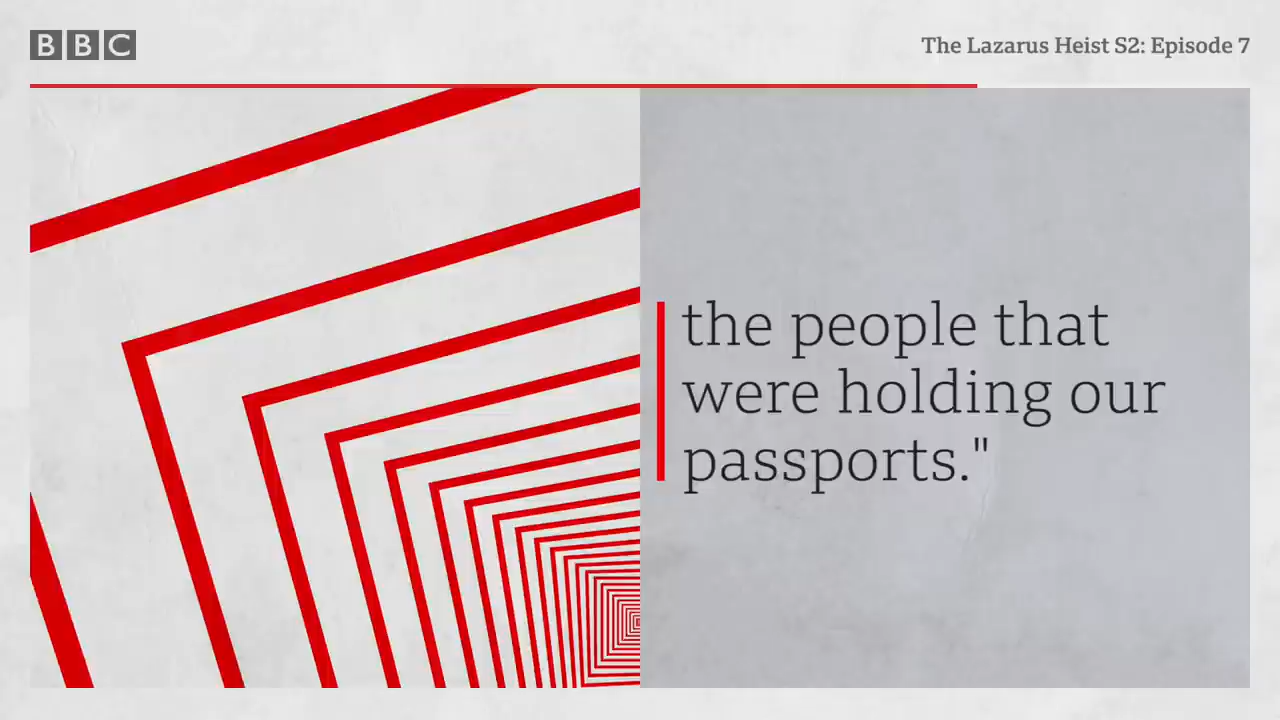 BBC
The Lazarus Heist S2: Episode 7
the people that
were holding our
passports."